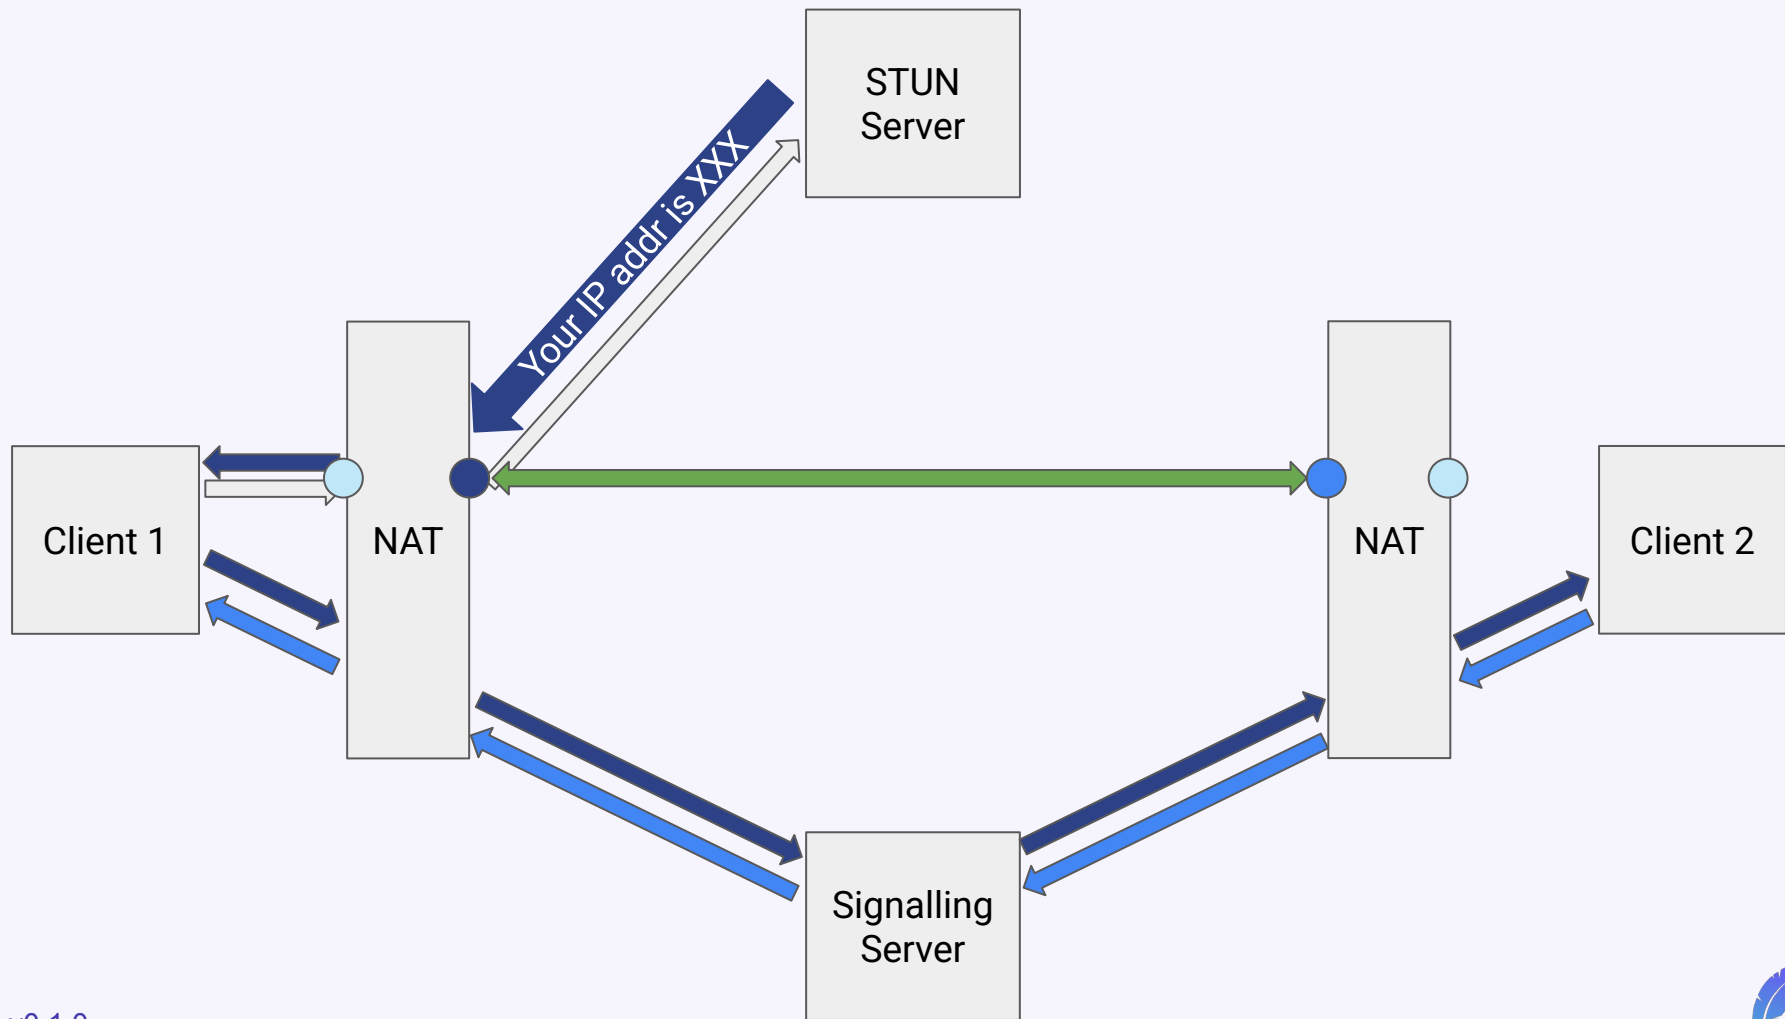 STUN
Server
Your IP addr is XXX
Client 1
NAT
NAT
Client 2
Signalling
Server